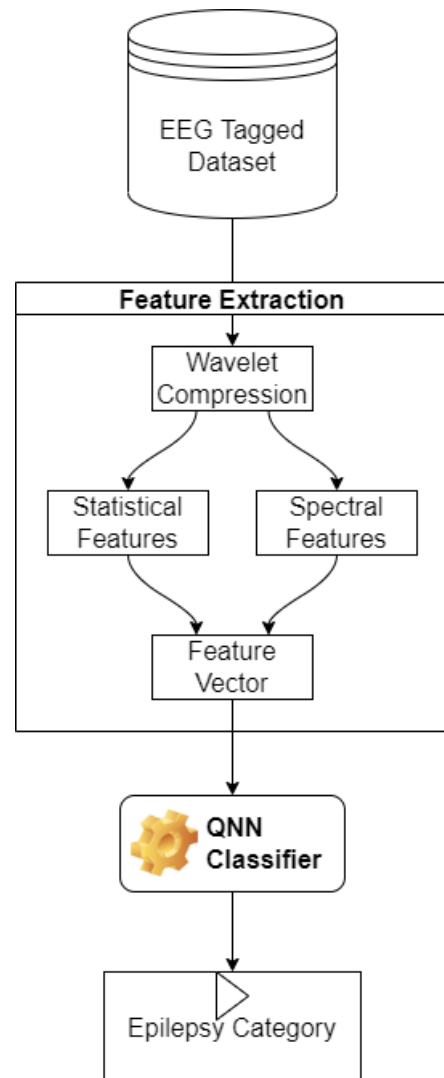 EEG Tagged
Dataset
Feature Extraction
Wavelet
Compression
Statistical
Features
Spectral
Features
Feature
Vector
QNN
Classifier
Epilepsy Category